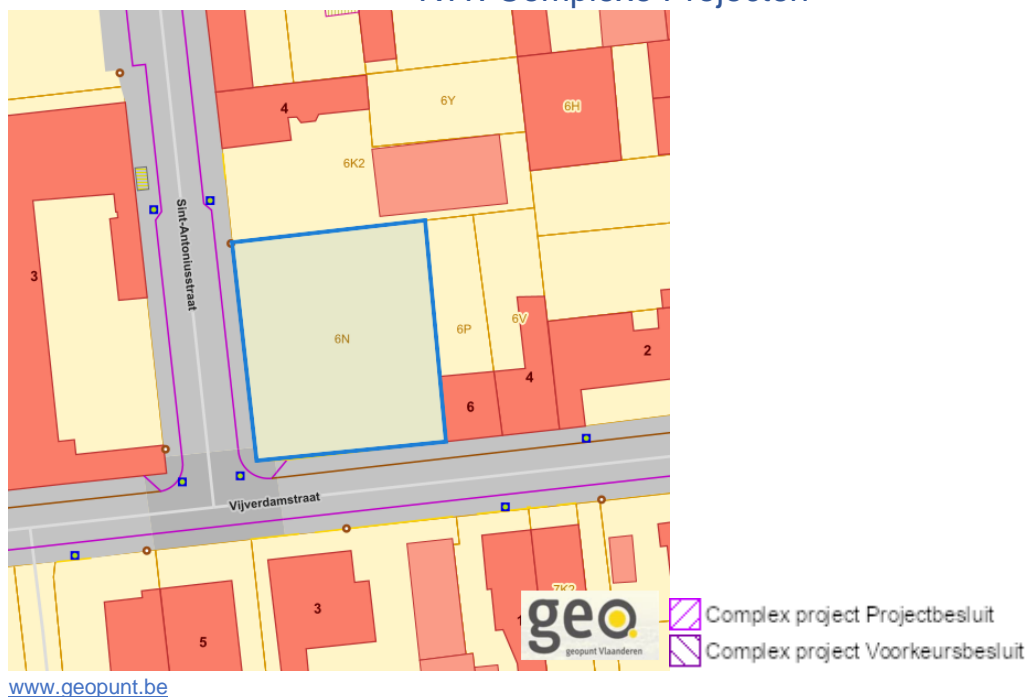 4
6Y
6H
6K2
Sint-Antoniusstraat
3
6N
6P
6V
2
4
6
Vijverdamstraat
3
5
7K2
geo
geopunt Vlaanderen
Complex project Projectbesluit
Complex project Voorkeursbesluit
www.geopunt.be